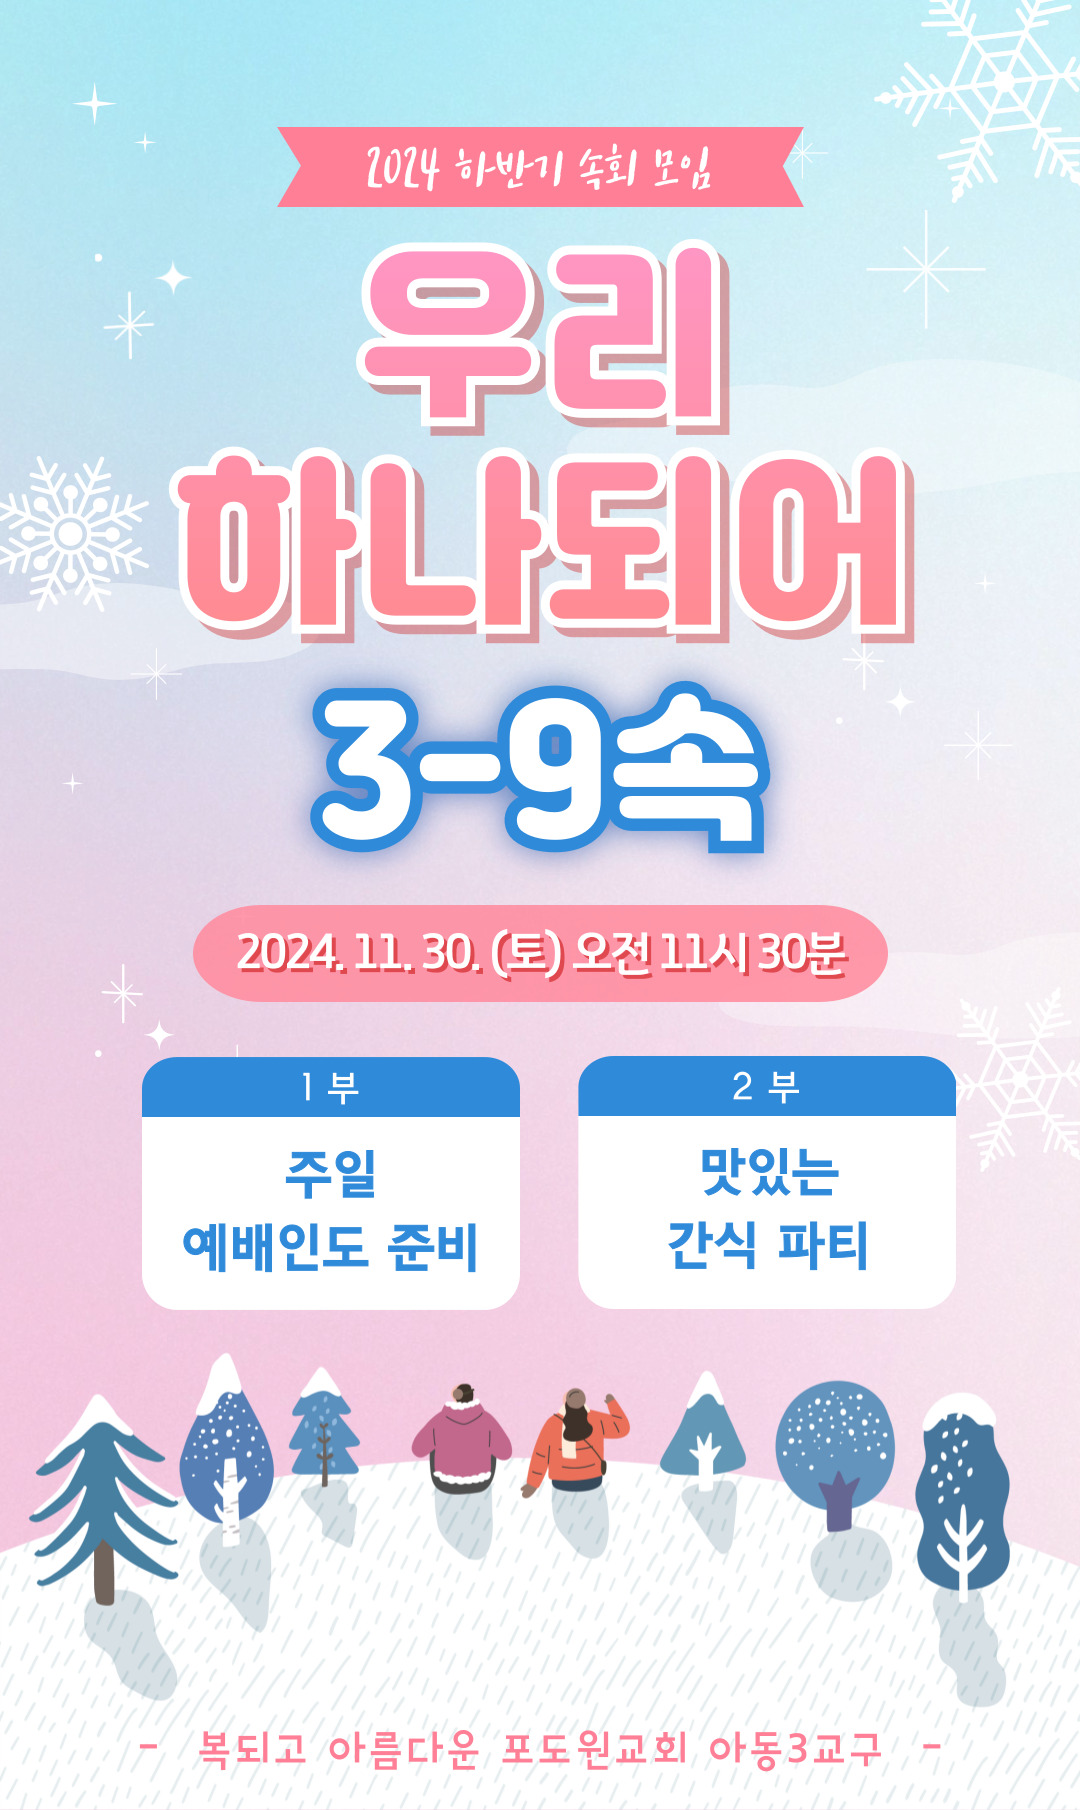 2024 하반기 속회 모임
우리
하나되어
3-9속
2024. 11. 30. (토) 오전 11시 30분
1 부
주일
예배인도 준비
2 부
맛있는
간식 파티
- 복되고 아름다운 포도원교회 아동3교구 -